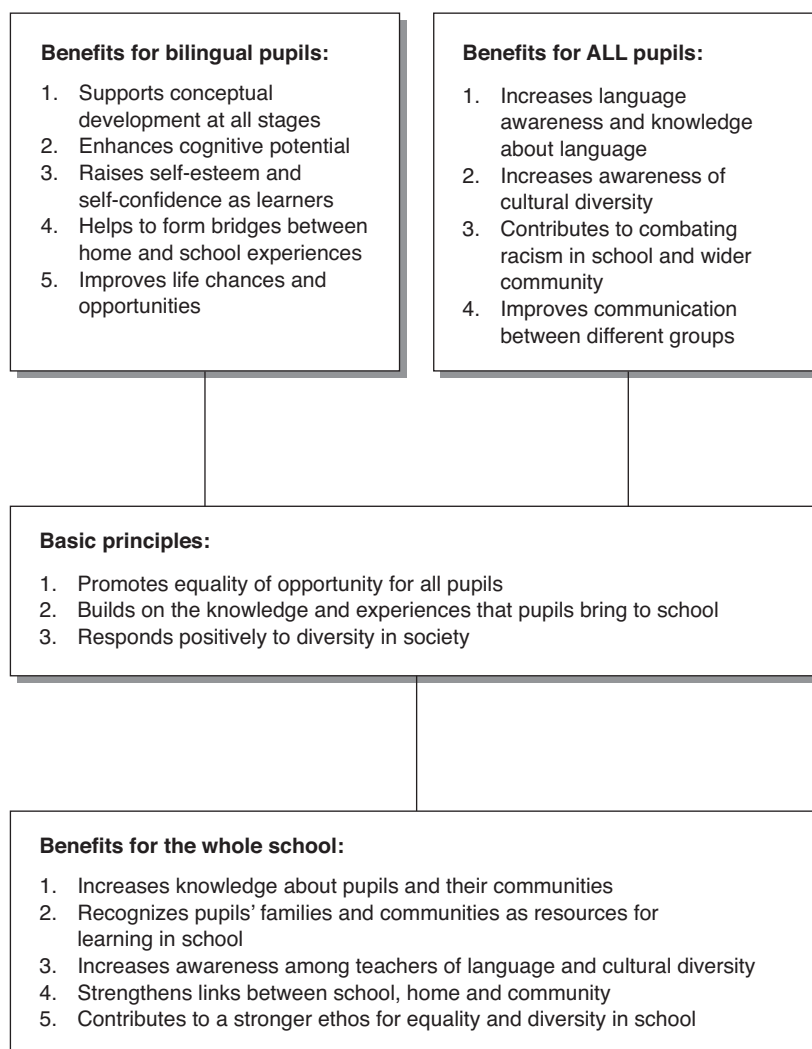 Benefits for bilingual pupils:
1. Supports conceptual
development at all stages
2. Enhances cognitive potential
3. Raises self-esteem and
self-confidence as learners
4. Helps to form bridges between
home and school experiences
5. Improves life chances and
opportunities
Benefits for ALL pupils:
1. Increases language
awareness and knowledge
about language
2. Increases awareness of
cultural diversity
3. Contributes to combating
racism in school and wider
community
4. Improves communication
between different groups
Basic principles:
1. Promotes equality of opportunity for all pupils
2. Builds on the knowledge and experiences that pupils bring to school
3. Responds positively to diversity in society
Benefits for the whole school:
1. Increases knowledge about pupils and their communities
2. Recognizes pupils’ families and communities as resources for
learning in school
3. Increases awareness among teachers of language and cultural diversity
4. Strengthens links between school, home and community
5. Contributes to a stronger ethos for equality and diversity in school